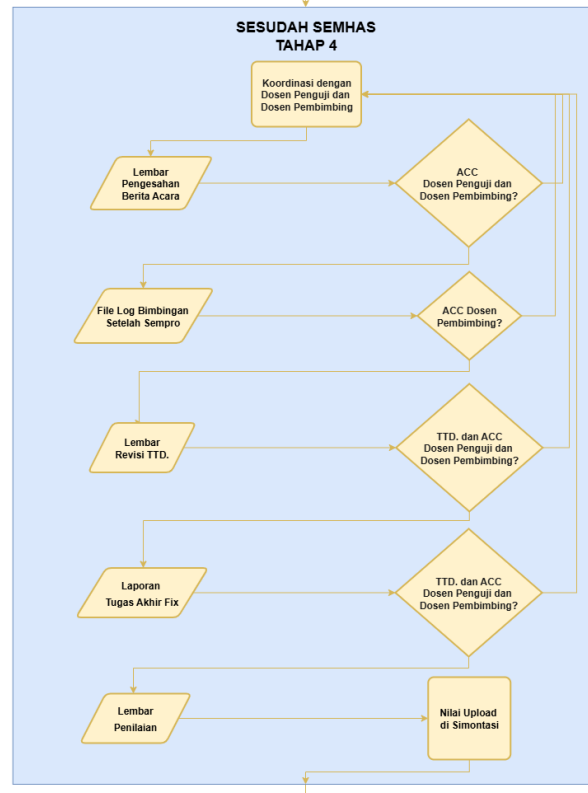 SESUDAH SEMHAS
TAHAP 4
Koordinasi dengan
Dosen Penguji dan
Dosen Pembimbing
Lembar
Pengesahan
Berita Acara
ACC
Dosen Penguji dan
Dosen Pembimbing?
File Log Bimbingan
Setelah Sempro
ACC Dosen
Pembimbing?
Lembar
Revisi TTD.
TTD. dan ACC
Dosen Penguji dan
Dosen Pembimbing?
Laporan
Tugas Akhir Fix
TTD. dan ACC
Dosen Penguji dan
Dosen Pembimbing?
Lembar
Penilaian
Nilai Upload
di Simontasi